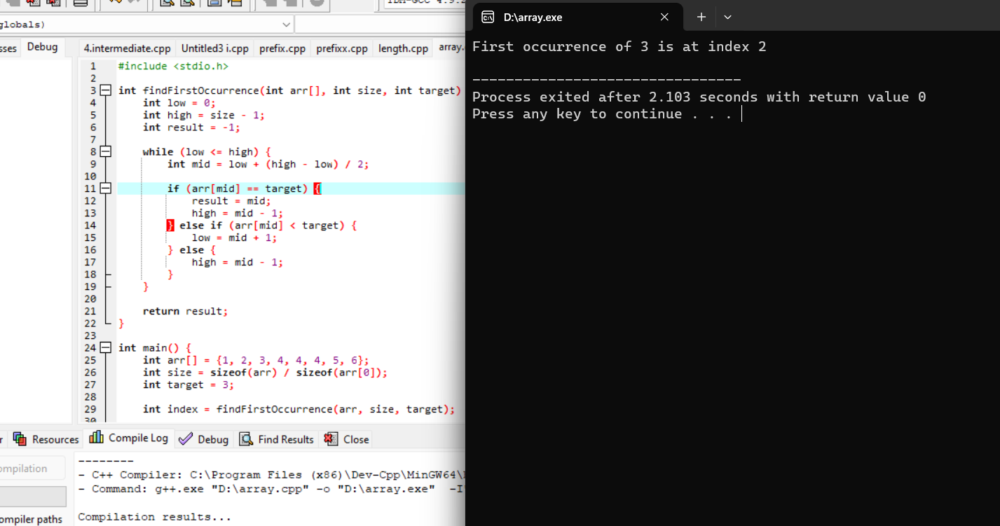 globals)
sses Debug
4.intermediate.cpp Untitled3 i.cpp prefix.cpp prefixx.cpp length.cpp array.
1 #include <stdio.h>
2
3 int findFirstOccurrence(int arr[], int size, int target)
4 int low = 0;
5 int high = size - 1;
6 int result = -1;
7
8 while (low <= high) {
9 int mid = low + (high - low) / 2;
10
11 if (arr[mid] == target) {
12 result = mid;
13 high = mid - 1;
14 } else if (arr[mid] < target) {
15 low = mid + 1;
16 } else {
17 high = mid - 1;
18 }
19 }
20
21 return result;
22 }
23
24 int main() {
25 int arr[] = {1, 2, 3, 4, 4, 4, 5, 6};
26 int size = sizeof(arr) / sizeof(arr[0]);
27 int target = 3;
28
29 int index = findFirstOccurrence(arr, size, target);
30
r Resources Compile Log Debug Find Results Close
ompilation
ompiler paths
--------
- C++ Compiler: C:\Program Files (x86)\Dev-Cpp\MinGW64\
- Command: g++.exe "D:\array.cpp" -o "D:\array.exe" -I
Compilation results...
D:\array.exe
First occurrence of 3 is at index 2
--------------------------------
Process exited after 2.103 seconds with return value 0
Press any key to continue . . .